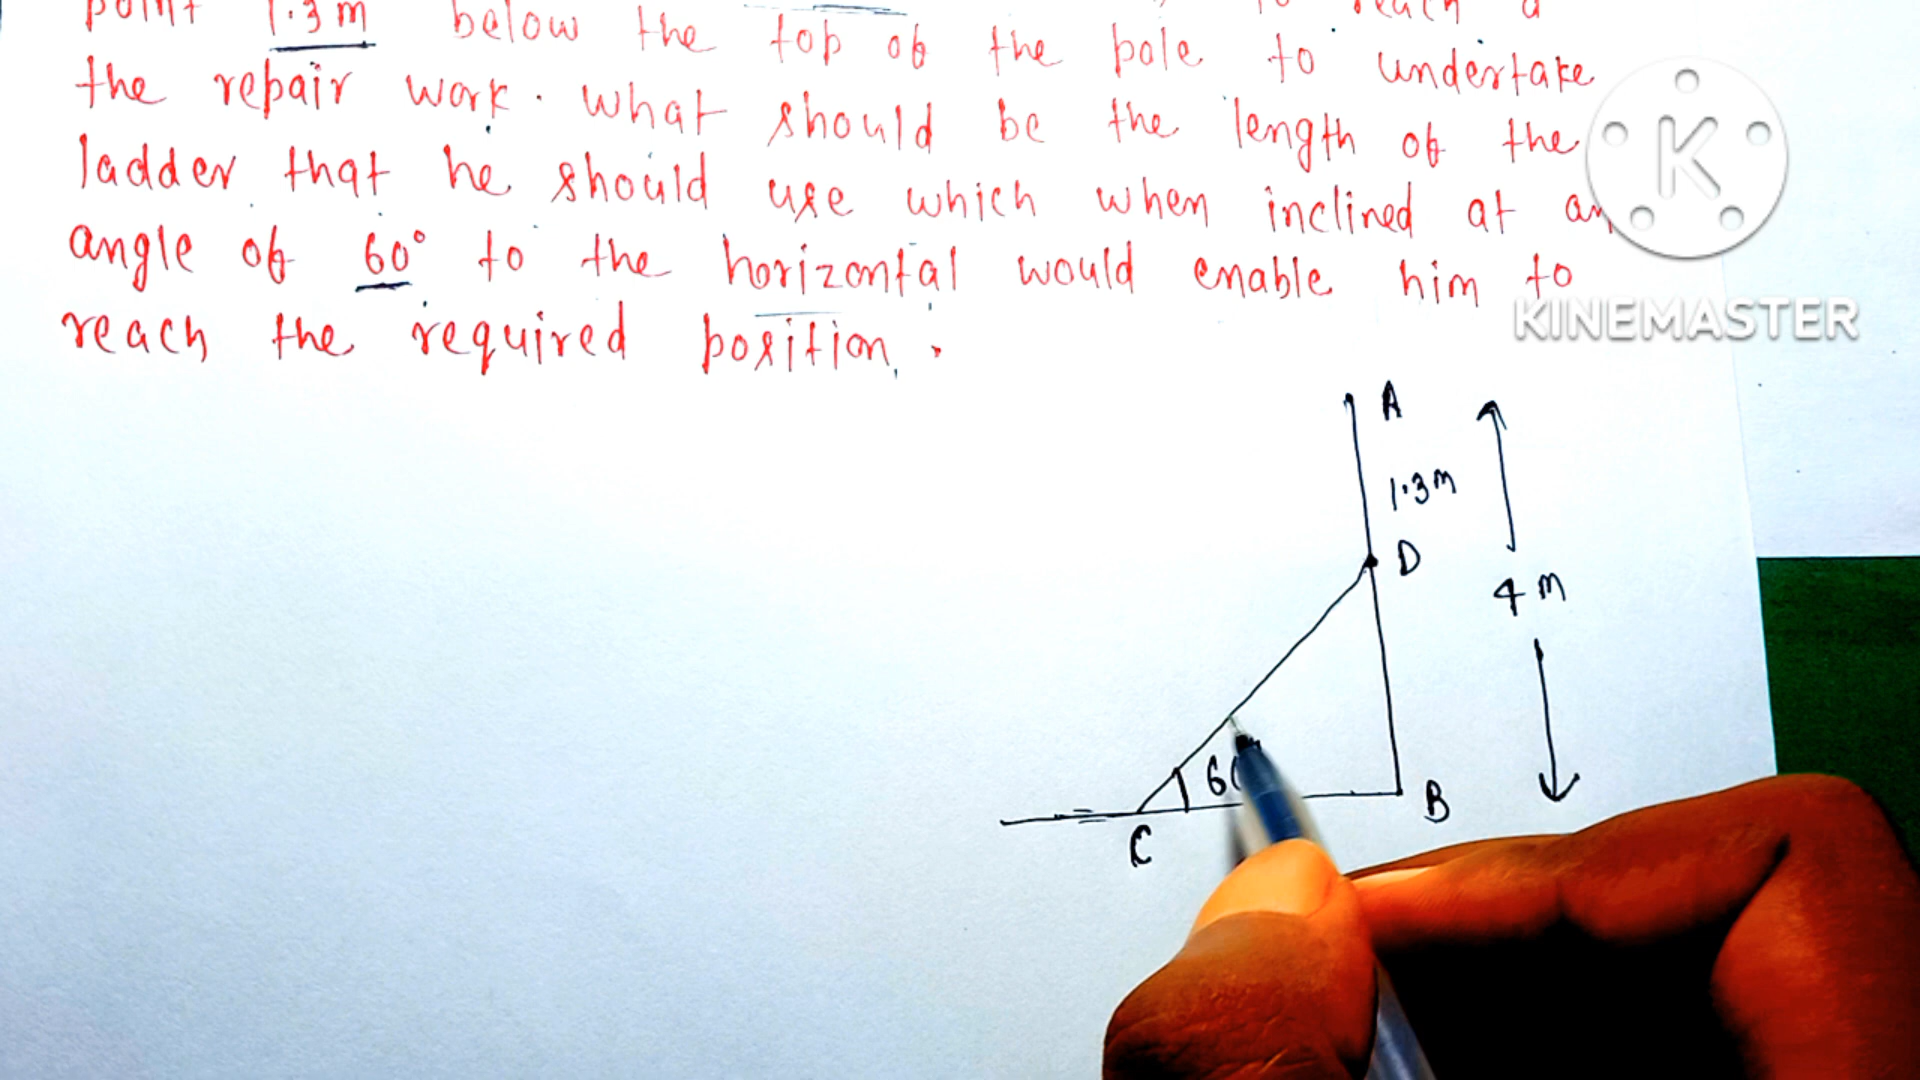 point 1.3 m below the top of the pole to undertake
the repair work. what should be the length of the
ladder that he should use which when inclined at an
angle of 60° to the horizontal would enable him to
reach the required position.
K
KINEMASTER
A
1.3m
D
4 m
B
C